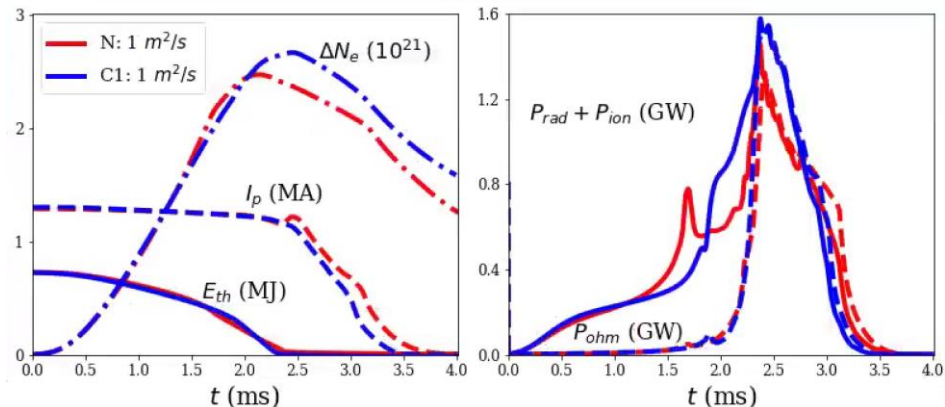 3
2
1
0
N: 1 m²/s
C1: 1 m²/s
ΔNₑ (10²¹)
Iₚ (MA)
Eₜₕ (MJ)
0.0 0.5 1.0 1.5 2.0 2.5 3.0 3.5 4.0
t (ms)
1.6
1.2
0.8
0.4
0.0
P_rad + P_ion (GW)
P_ohm (GW)
0.0 0.5 1.0 1.5 2.0 2.5 3.0 3.5 4.0
t (ms)